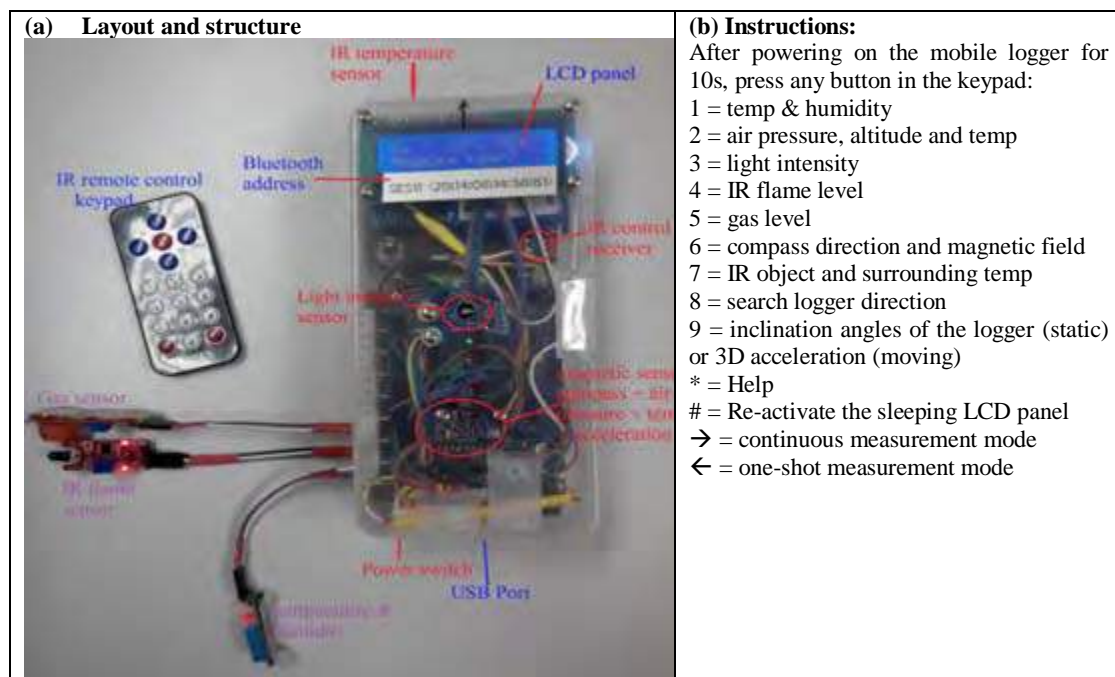 (a) Layout and structure
IR temperature
sensor
LCD panel
Bluetooth
address
IR remote control
keypad
IR control
receiver
Light
sensor
Gas sensor
sensor
acceleration
Power switch
USB Port
(b) Instructions:
After powering on the mobile logger for
10s, press any button in the keypad:
1 = temp & humidity
2 = air pressure, altitude and temp
3 = light intensity
4 = IR flame level
5 = gas level
6 = compass direction and magnetic field
7 = IR object and surrounding temp
8 = search logger direction
9 = inclination angles of the logger (static)
or 3D acceleration (moving)
* = Help
# = Re-activate the sleeping LCD panel
→ = continuous measurement mode
← = one-shot measurement mode